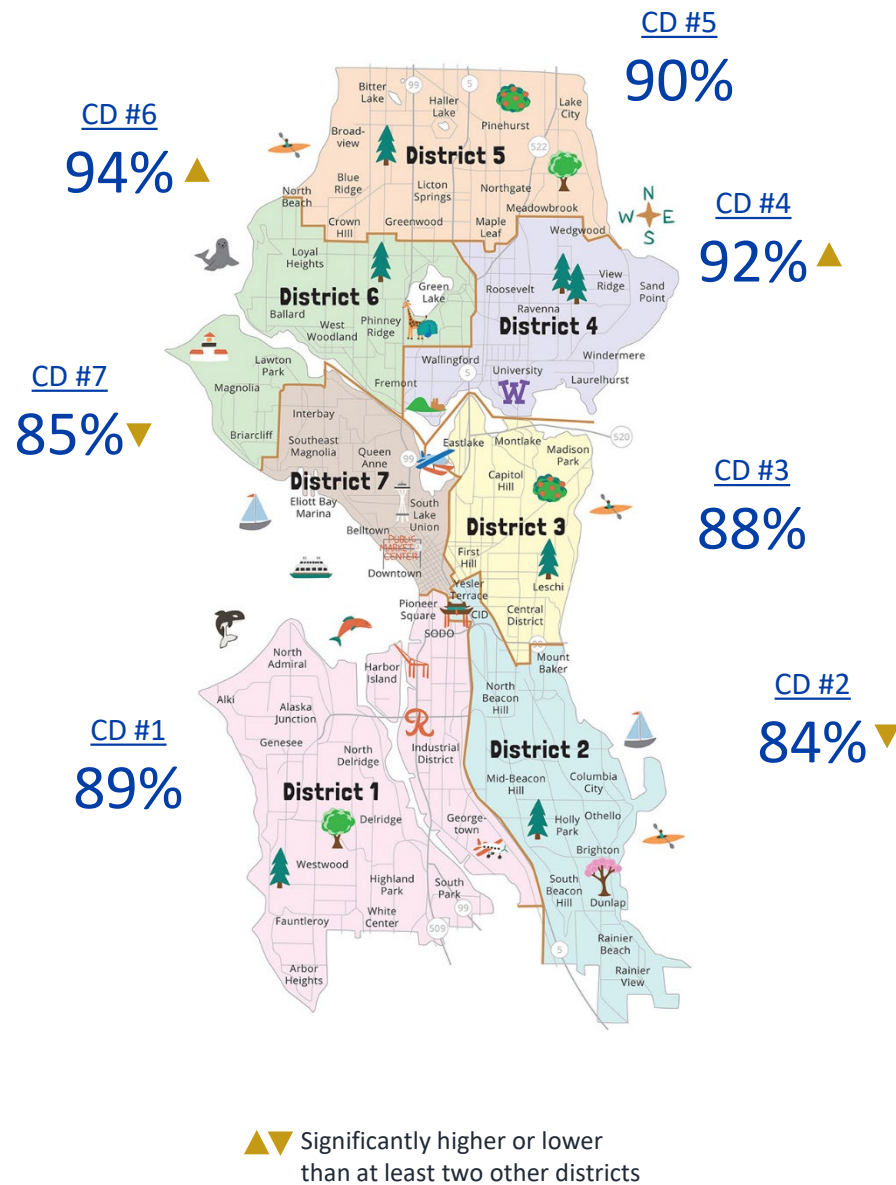 CD #5
90%
CD #6
94%
CD #4
92%
CD #7
85%
CD #3
88%
CD #2
84%
CD #1
89%
Bitter
Lake
99
5
Haller
Lake
Lake
City
Pinehurst
Broad-
view
522
District 5
Blue
Ridge
Licton
Springs
Northgate
North
Beach
Meadowbrook
Crown
Hill
Greenwood
Maple
Leaf
Wedgwood
N
W E
S
Loyal
Heights
Green
Lake
District 6
Ballard
West
Woodland
Phinney
Ridge
Roosevelt
View
Ridge
Sand
Point
Ravenna
District 4
Wallingford
Windermere
5
University
Laurelhurst
W
Fremont
Lawton
Park
Magnolia
Briarcliff
Interbay
Southeast
Magnolia
Queen
Anne
99
District 7
Eliott Bay
Marina
South
Lake
Union
Belltown
PUBLIC
MARKET
CENTER
Downtown
Eastlake
Montlake
520
Madison
Park
Capitol
Hill
District 3
First
Hill
Leschi
Yesler
Terrace
Central
District
Pioneer
Square
CID
SODO
North
Admiral
Harbor
Island
Alki
Alaska
Junction
Genesee
R
North
Delridge
Industrial
District
District 1
Delridge
George-
town
Westwood
Highland
Park
South
Park
99
White
Center
509
Fauntleroy
Arbor
Heights
Mount
Baker
North
Beacon
Hill
District 2
Mid-Beacon
Hill
Columbia
City
Holly
Park
Othello
Brighton
South
Beacon
Hill
Dunlap
5
Rainier
Beach
Rainier
View
Significantly higher or lower
than at least two other districts